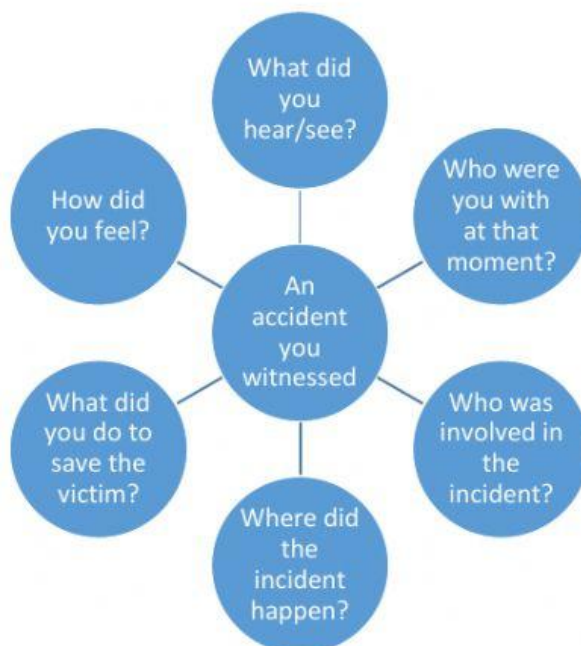 What did
you
hear/see?
Who were
you with
at that
moment?
How did
you feel?
An
accident
you
witnessed
What did
you do to
save the
victim?
Who was
involved in
the
incident?
Where did
the
incident
happen?